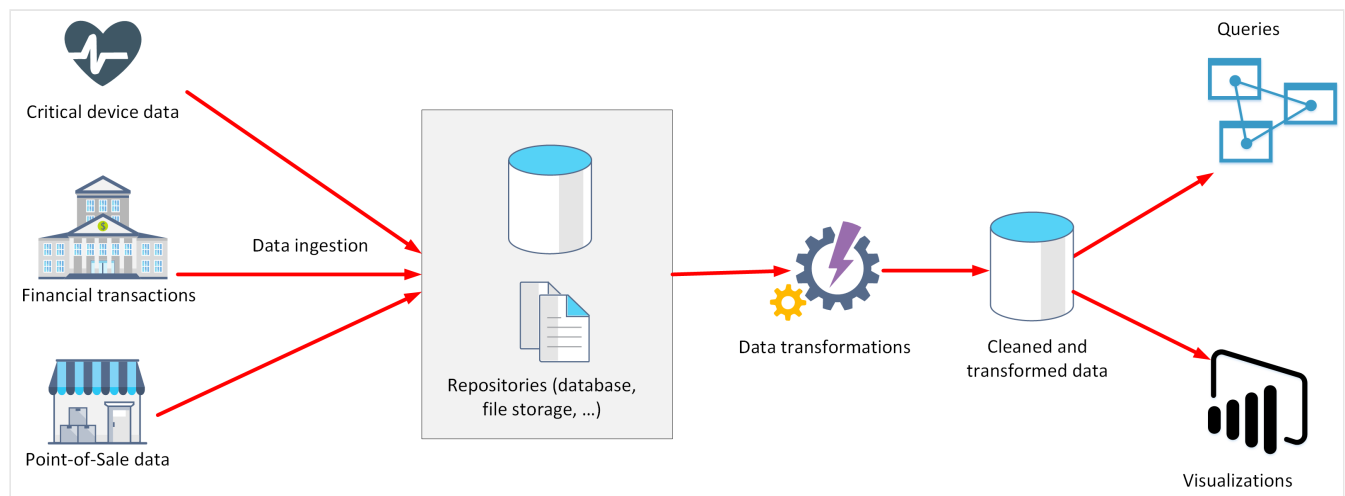 Critical device data
Financial transactions
Point-of-Sale data
Data ingestion
Repositories (database,
file storage, ...)
Data transformations
Cleaned and
transformed data
Queries
Visualizations